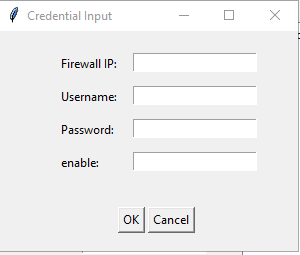 Credential Input
Firewall IP:
Username:
Password:
enable:
OK Cancel